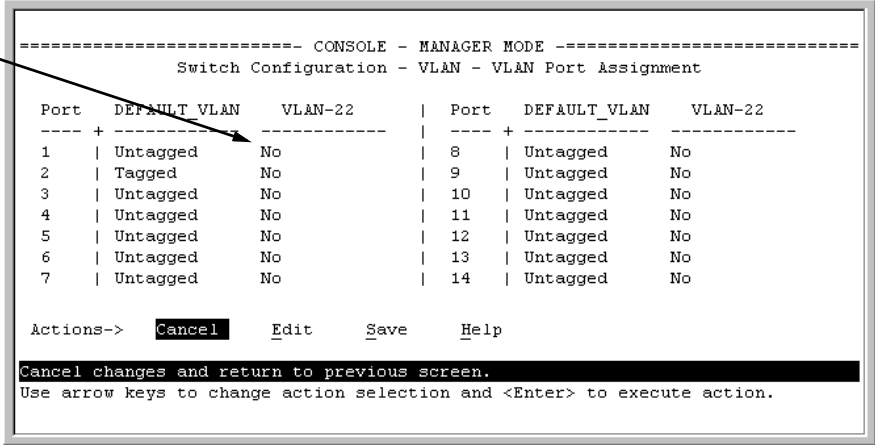 ==========================- CONSOLE - MANAGER MODE -============================
Switch Configuration - VLAN - VLAN Port Assignment
Port DEFAULT_VLAN VLAN-22 | Port DEFAULT_VLAN VLAN-22
---- + ------------ ------------ | ---- + ------------ ------------
1 | Untagged No | 8 | Untagged No
2 | Tagged No | 9 | Untagged No
3 | Untagged No | 10 | Untagged No
4 | Untagged No | 11 | Untagged No
5 | Untagged No | 12 | Untagged No
6 | Untagged No | 13 | Untagged No
7 | Untagged No | 14 | Untagged No
Actions-> Cancel Edit Save Help
Cancel changes and return to previous screen.
Use arrow keys to change action selection and <Enter> to execute action.